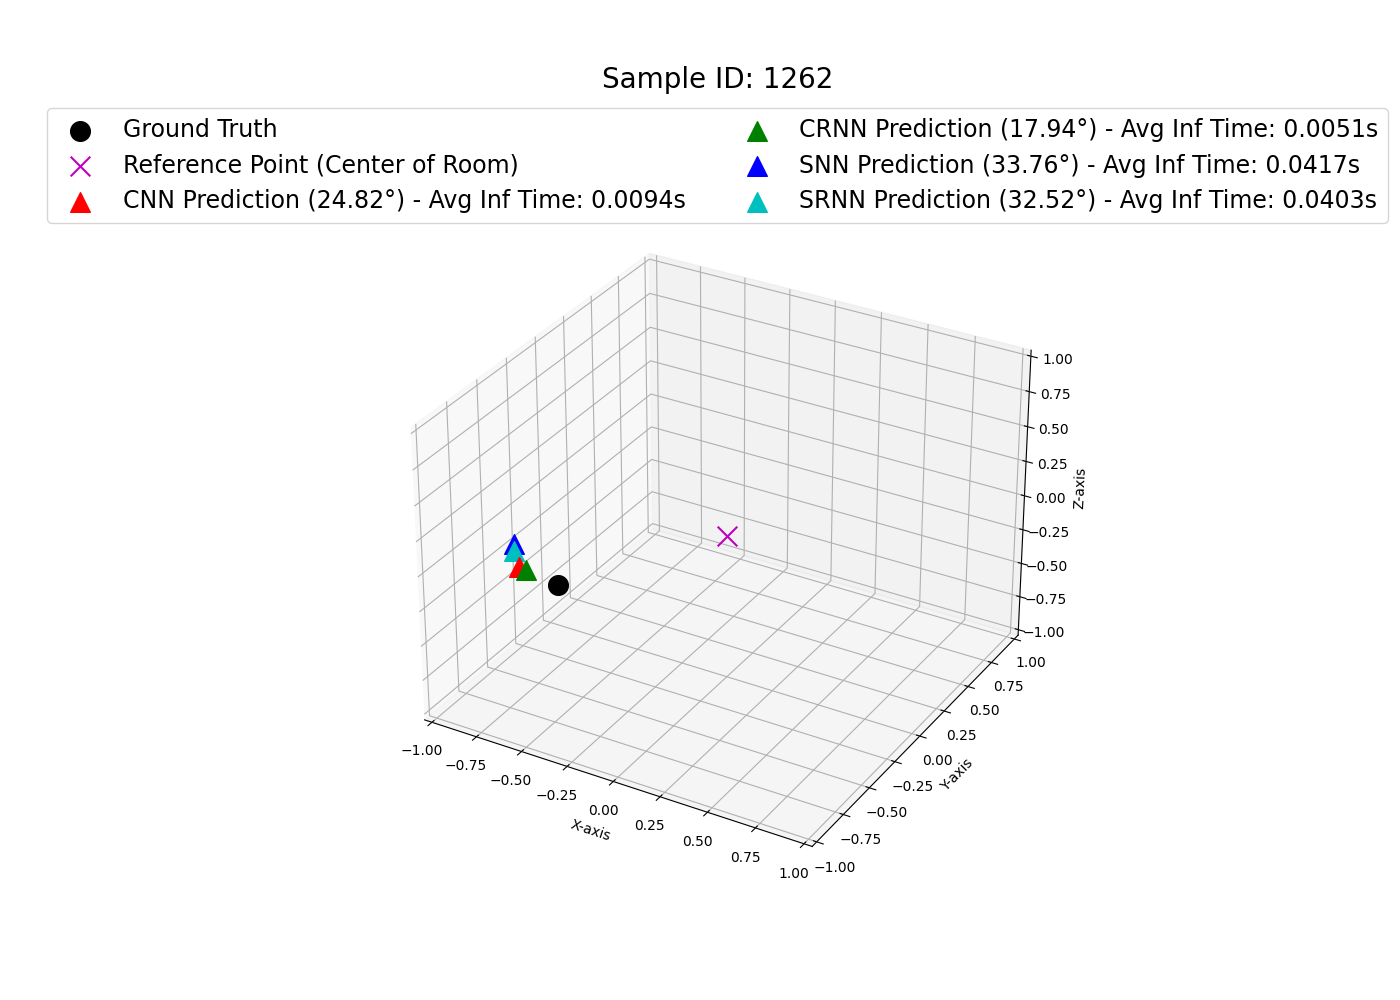 Sample ID: 1262
Ground Truth
Reference Point (Center of Room)
CNN Prediction (24.82°) - Avg Inf Time: 0.0094s
CRNN Prediction (17.94°) - Avg Inf Time: 0.0051s
SNN Prediction (33.76°) - Avg Inf Time: 0.0417s
SRNN Prediction (32.52°) - Avg Inf Time: 0.0403s
1.00
0.75
0.50
0.25
0.00
−0.25
−0.50
−0.75
−1.00
Z-axis
1.00
0.75
0.50
0.25
0.00
−0.25
−0.50
−0.75
−1.00
Y-axis
−1.00
−0.75
−0.50
−0.25
0.00
0.25
0.50
0.75
1.00
X-axis